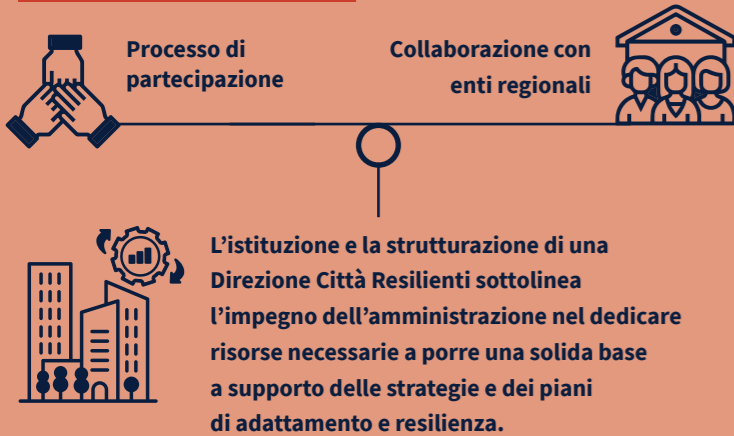 Processo di
partecipazione
Collaborazione con
enti regionali
L’istituzione e la strutturazione di una
Direzione Città Resilienti sottolinea
l’impegno dell’amministrazione nel dedicare
risorse necessarie a porre una solida base
a supporto delle strategie e dei piani
di adattamento e resilienza.